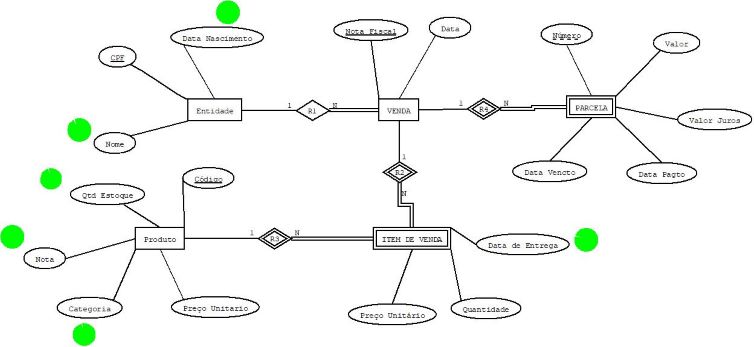 Data Nascimento
Nota Fiscal
Data
Número
Valor
CPF
Entidade
1
R1
N
VENDA
1
R4
N
PARCELA
Valor Juros
Nome
1
R2
N
Data Vencto
Data Pagto
Código
Qtd Estoque
Produto
1
R3
N
ITEM DE VENDA
Data de Entrega
Nota
Categoria
Preço Unitario
Preço Unitário
Quantidade